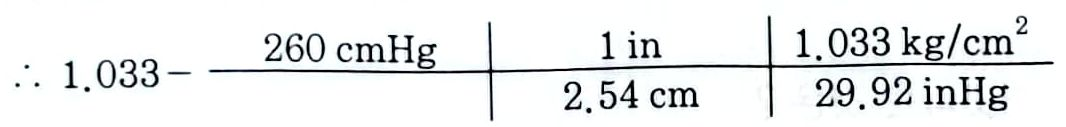 ∴ 1.033 − 260 cmHg | 1 in | 1.033 kg/cm²
2.54 cm | 29.92 inHg